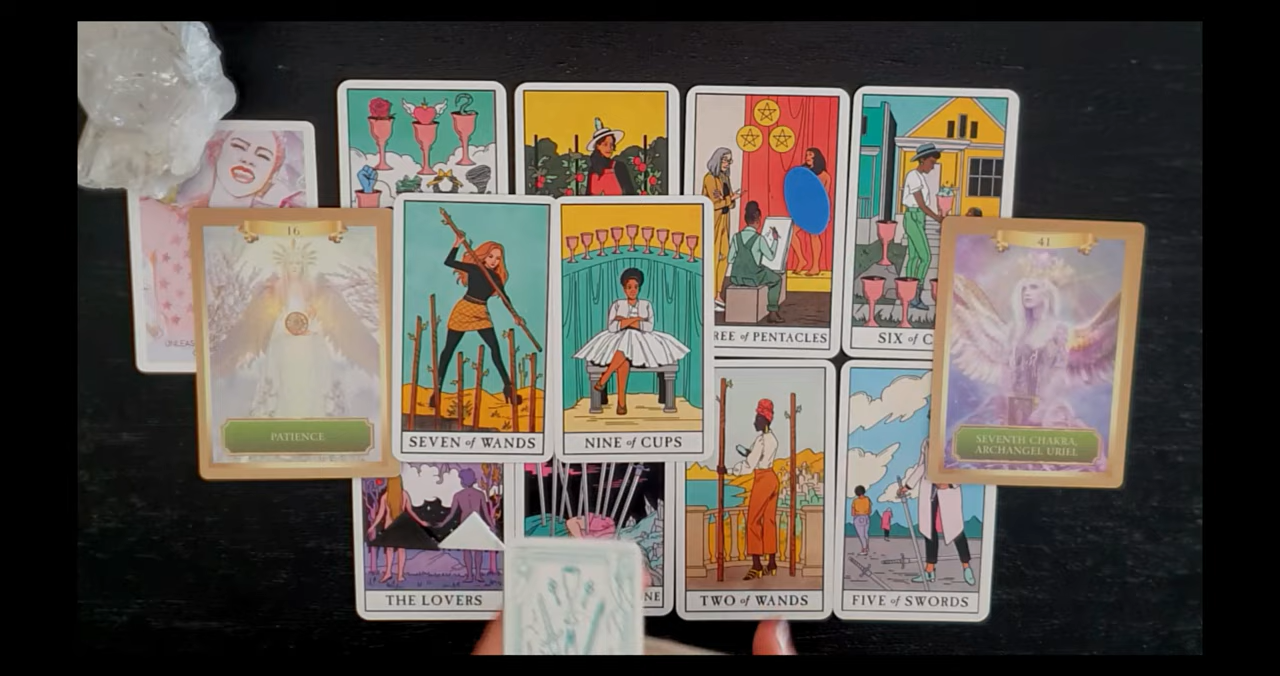 16
41
UNLEAS
REE of PENTACLES
SIX of C
PATIENCE
SEVEN of WANDS
NINE of CUPS
SEVENTH CHAKRA,
ARCHANGEL URIEL
THE LOVERS
NE
TWO of WANDS
FIVE of SWORDS